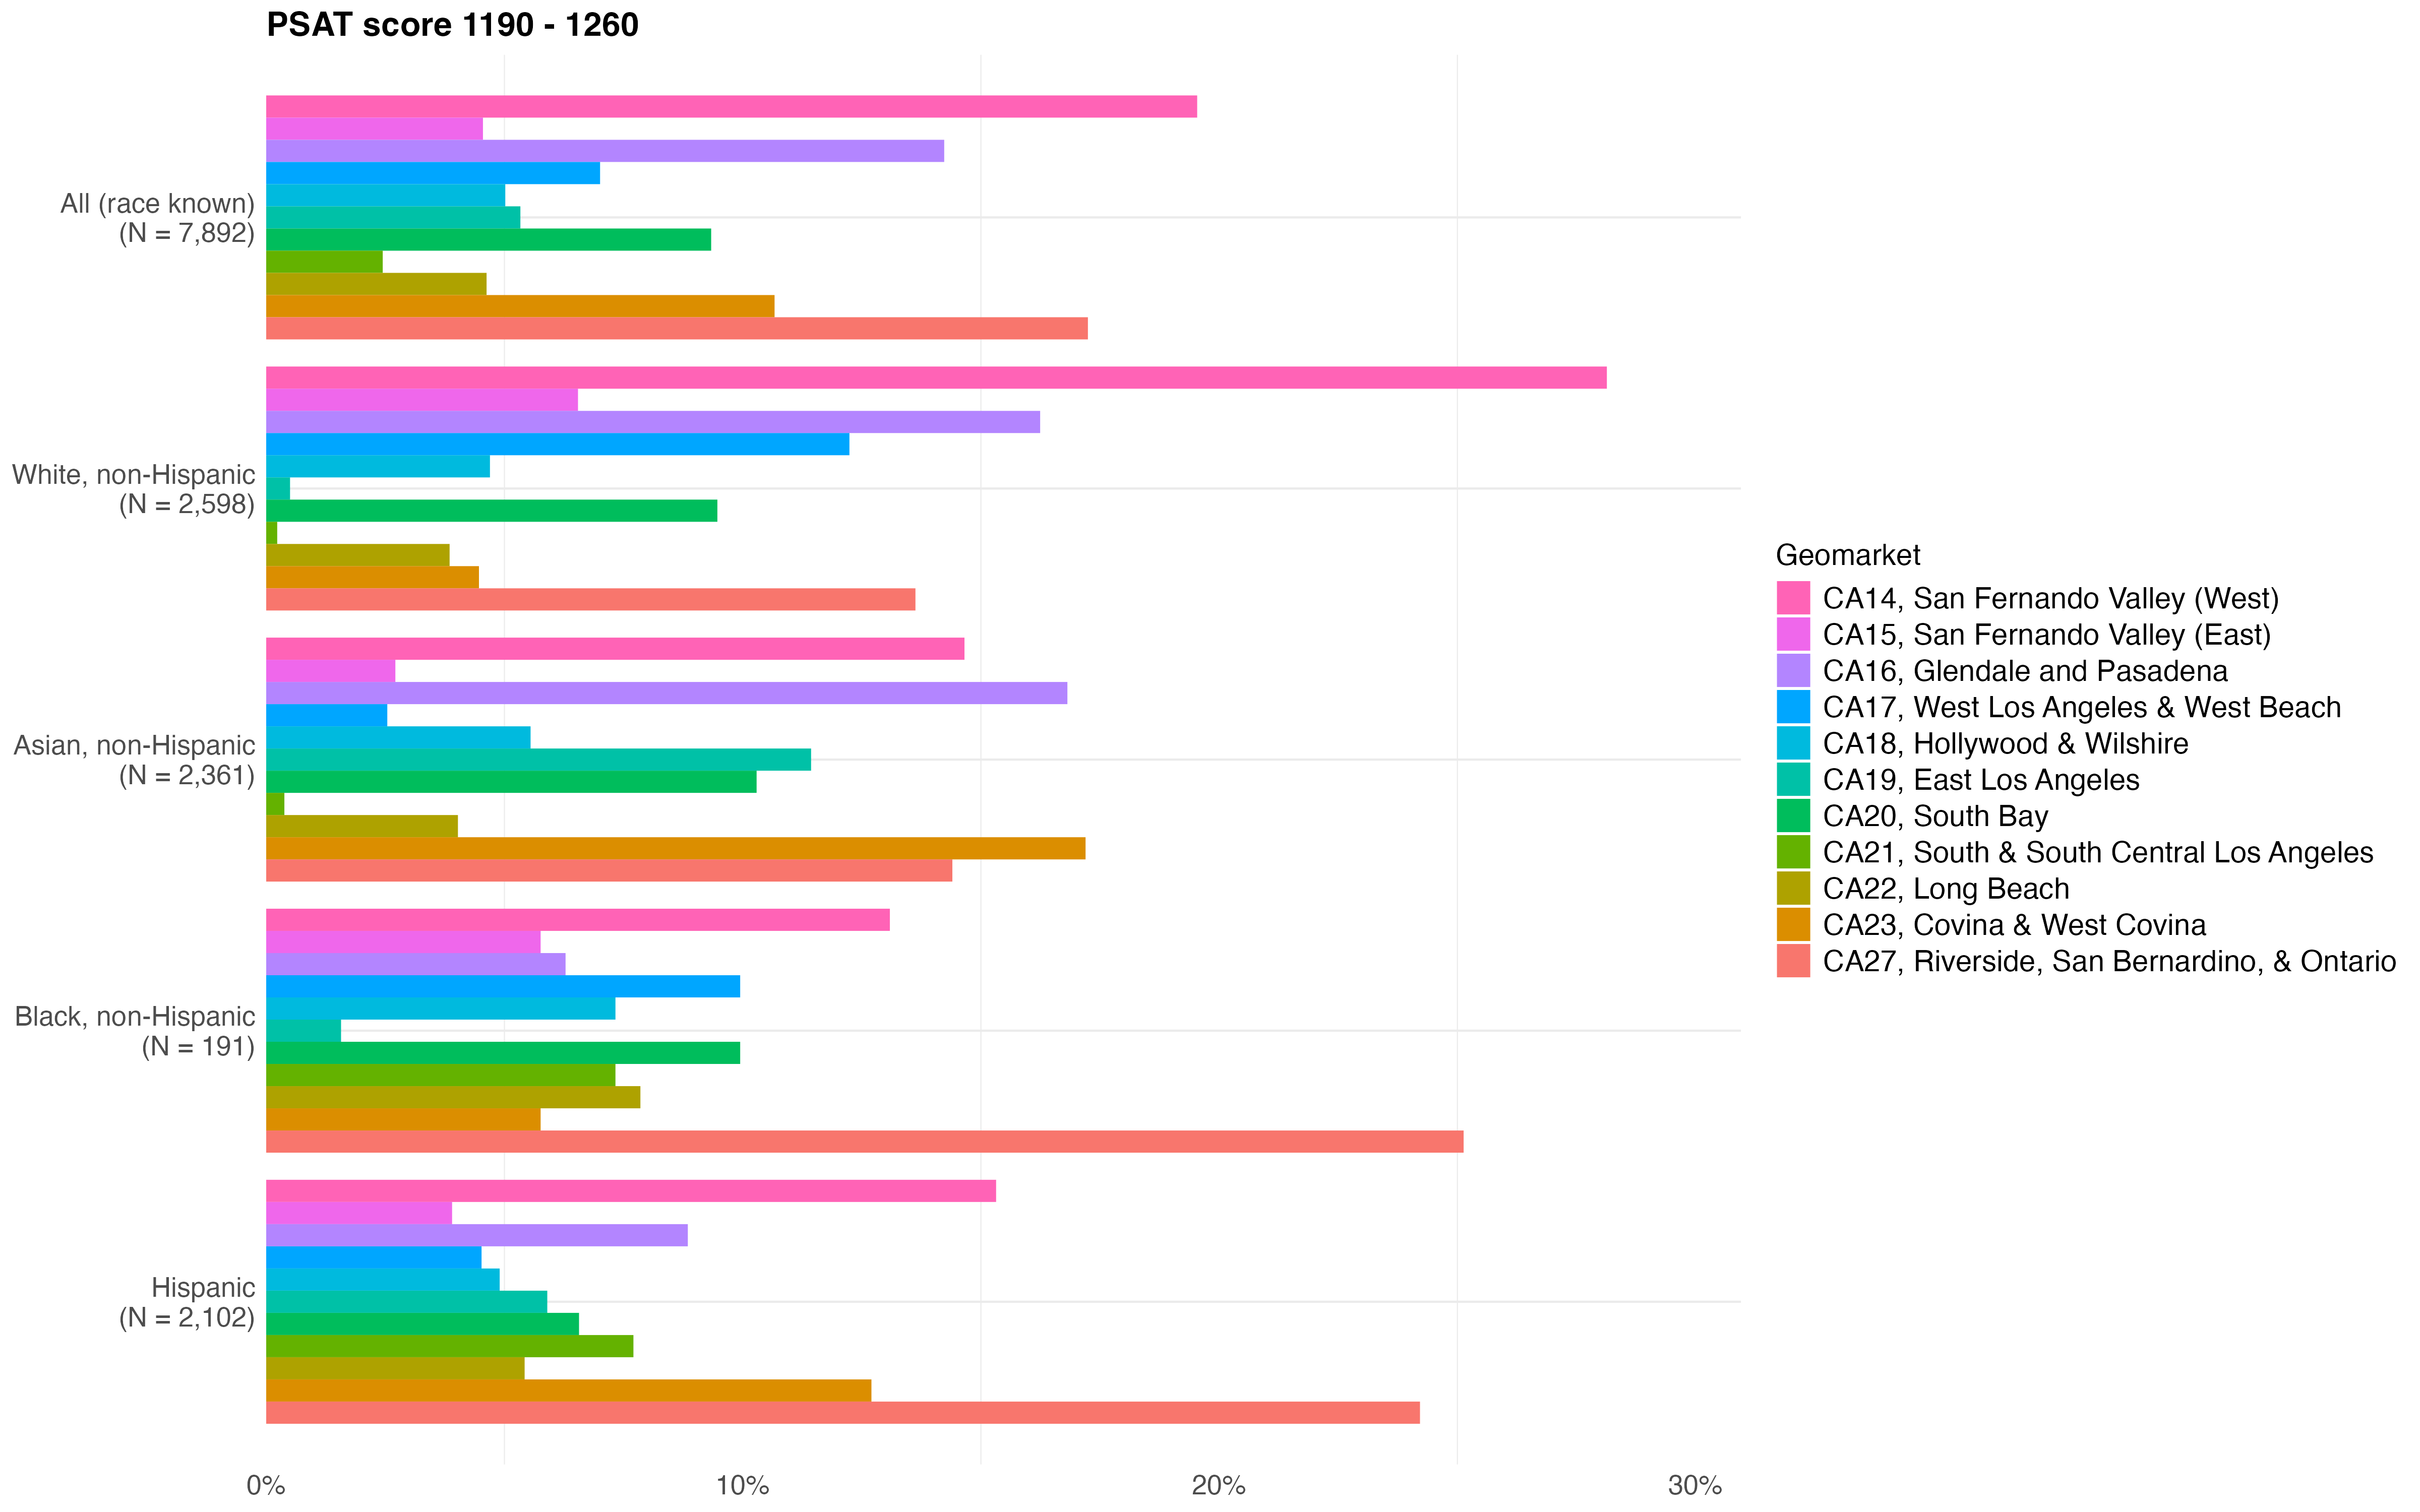 PSAT score 1190 - 1260
All (race known)
(N = 7,892)
White, non-Hispanic
(N = 2,598)
Asian, non-Hispanic
(N = 2,361)
Black, non-Hispanic
(N = 191)
Hispanic
(N = 2,102)
0% 10% 20% 30%
Geomarket
CA14, San Fernando Valley (West)
CA15, San Fernando Valley (East)
CA16, Glendale and Pasadena
CA17, West Los Angeles & West Beach
CA18, Hollywood & Wilshire
CA19, East Los Angeles
CA20, South Bay
CA21, South & South Central Los Angeles
CA22, Long Beach
CA23, Covina & West Covina
CA27, Riverside, San Bernardino, & Ontario